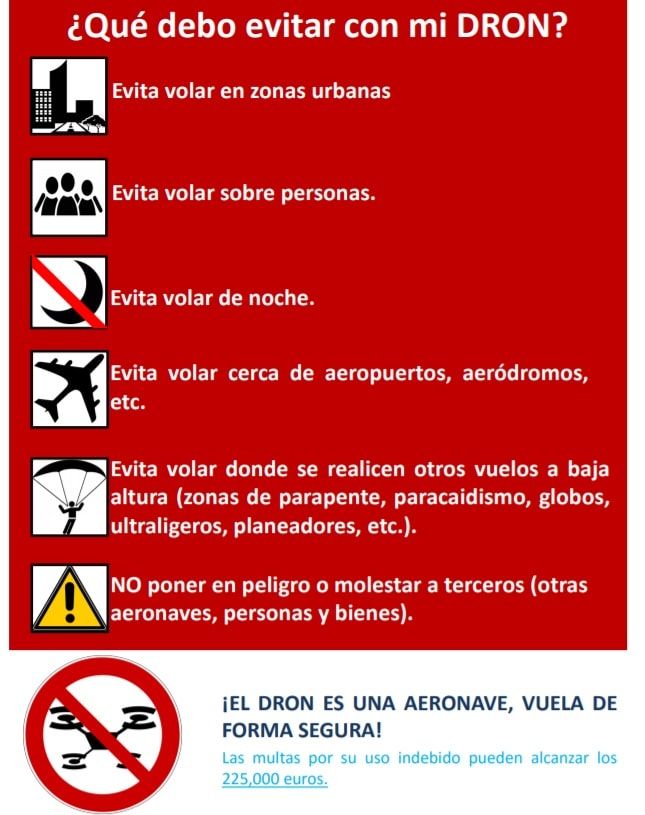 ¿Qué debo evitar con mi DRON?
Evita volar en zonas urbanas
Evita volar sobre personas.
Evita volar de noche.
Evita volar cerca de aeropuertos, aeródromos,
etc.
Evita volar donde se realicen otros vuelos a baja
altura (zonas de parapente, paracaidismo, globos,
ultraligeros, planeadores, etc.).
NO poner en peligro o molestar a terceros (otras
aeronaves, personas y bienes).
¡EL DRON ES UNA AERONAVE, VUELA DE
FORMA SEGURA!
Las multas por su uso indebido pueden alcanzar los
225,000 euros.